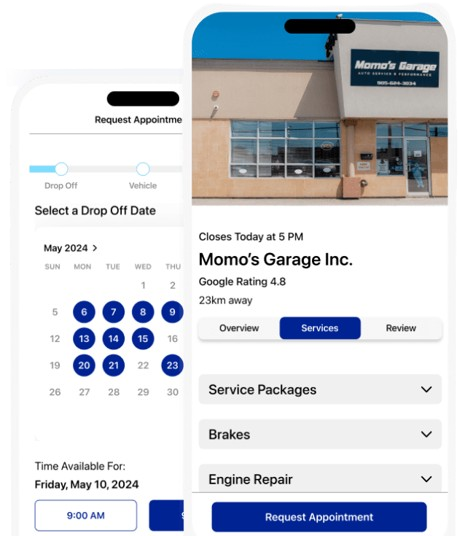 Request Appointme
Drop Off
Vehicle
Select a Drop Off Date
May 2024 >
SUN MON TUE WED THU
1 2
5 6 7 8 9
12 13 14 15 16
19 20 21 22 23
26 27 28 29 30
Time Available For:
Friday, May 10, 2024
9:00 AM
Momo's Garage
AUTO SERVICE & PERFORMANCE
905-604-3034
Closes Today at 5 PM
Momo's Garage Inc.
Google Rating 4.8
23km away
Overview Services Review
Service Packages
Brakes
Engine Repair
Request Appointment